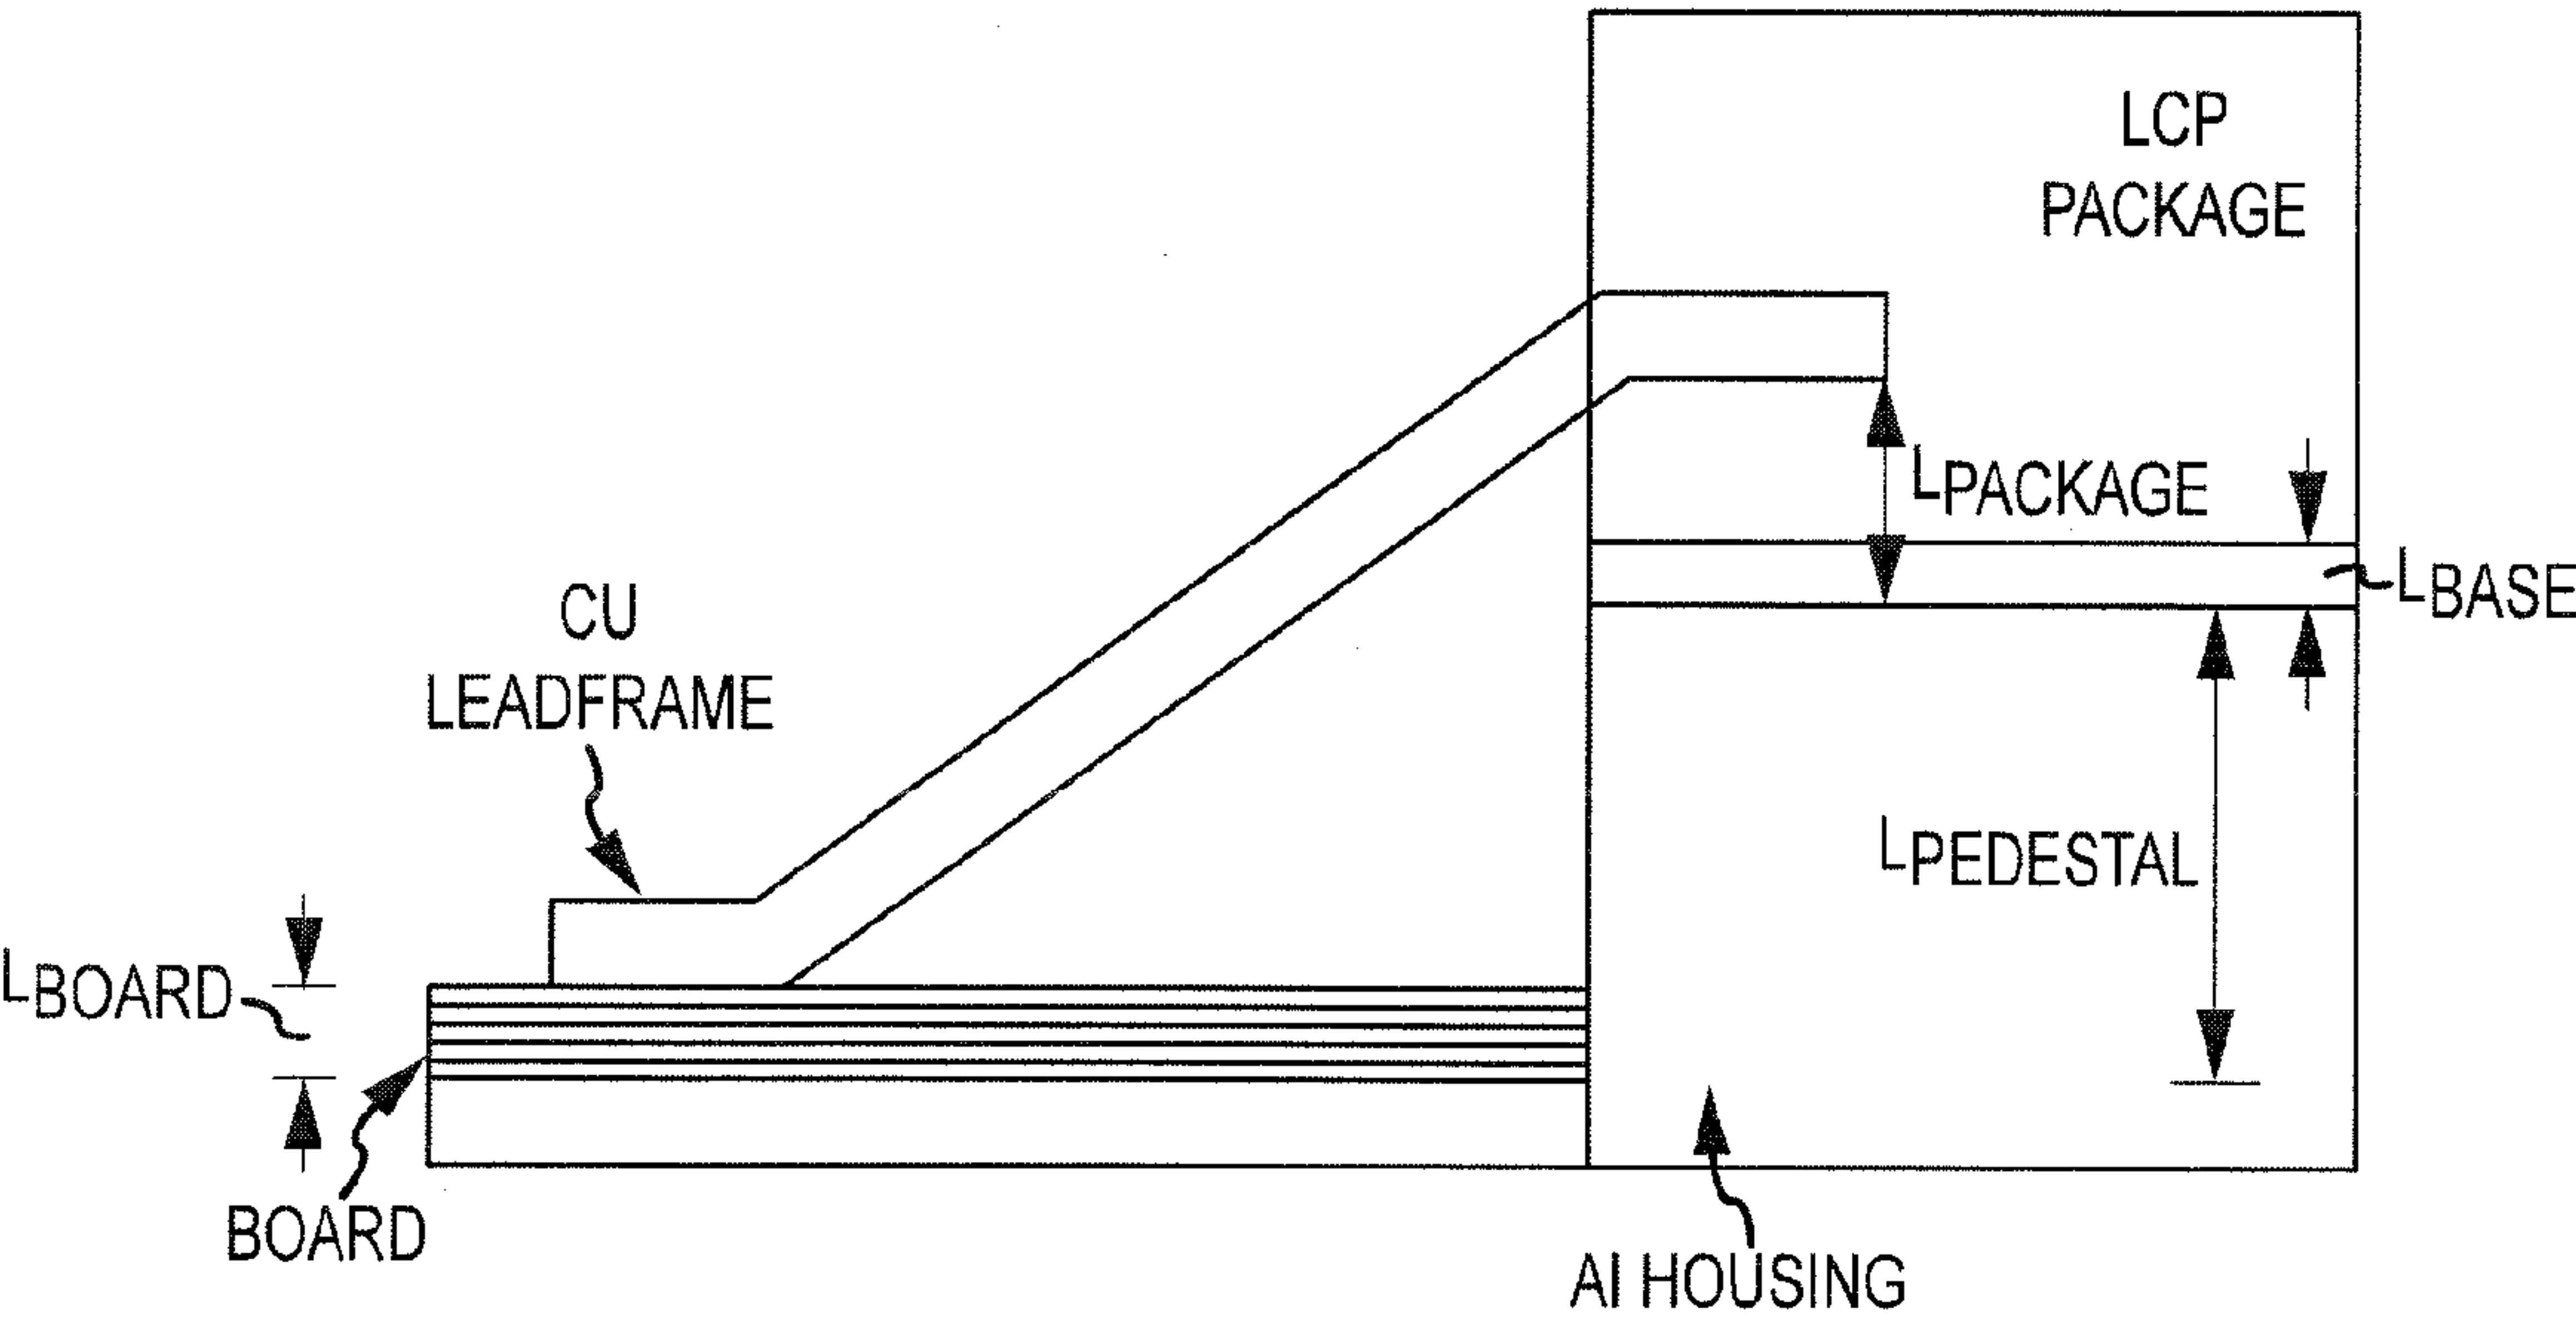 LCP
PACKAGE
LPACKAGE
LBASE
CU
LEADFRAME
LPEDESTAL
LBOARD
BOARD
Al HOUSING